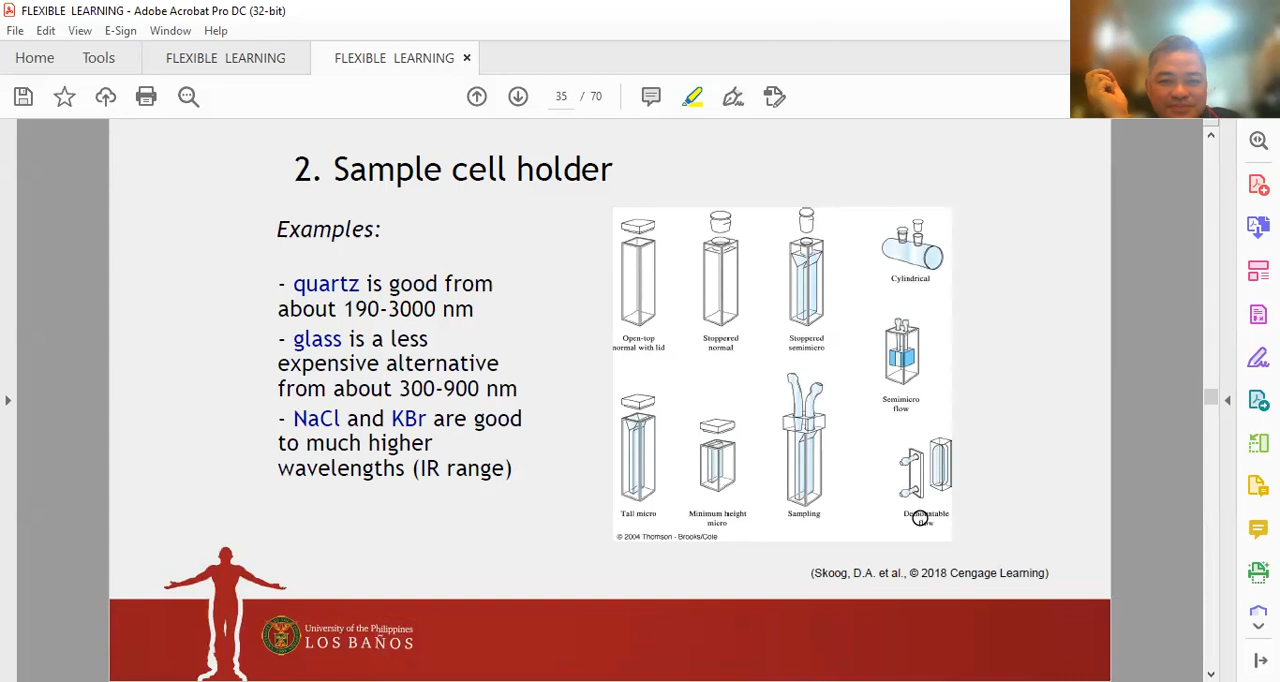 FLEXIBLE LEARNING - Adobe Acrobat Pro DC (32-bit)
File Edit View E-Sign Window Help
Home Tools FLEXIBLE LEARNING FLEXIBLE LEARNING ×
35 / 70
2. Sample cell holder
Examples:
- quartz is good from
about 190-3000 nm
- glass is a less
expensive alternative
from about 300-900 nm
- NaCl and KBr are good
to much higher
wavelengths (IR range)
Open-top
normal with lid
Stoppered
normal
Stoppered
semimicro
Cylindrical
Semimicro
flow
Tall micro
Minimum height
micro
Sampling
Demountable
flow
© 2004 Thomson - Brooks/Cole
(Skoog, D.A. et al., © 2018 Cengage Learning)
University of the Philippines
LOS BAÑOS